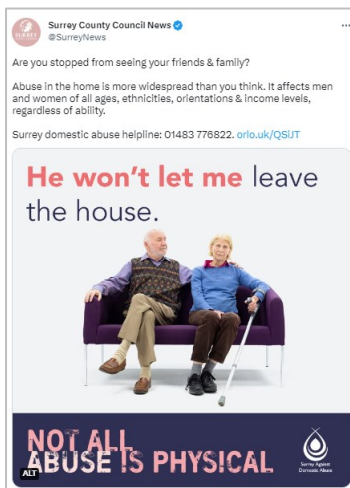 Surrey County Council News
@SurreyNews
Are you stopped from seeing your friends & family?
Abuse in the home is more widespread than you think. It affects men
and women of all ages, ethnicities, orientations & income levels,
regardless of ability.
Surrey domestic abuse helpline: 01483 776822. orlo.uk/QSiJT
He won't let me leave
the house.
NOT ALL
ABUSE IS PHYSICAL
ALT
Surrey Against
Domestic Abuse